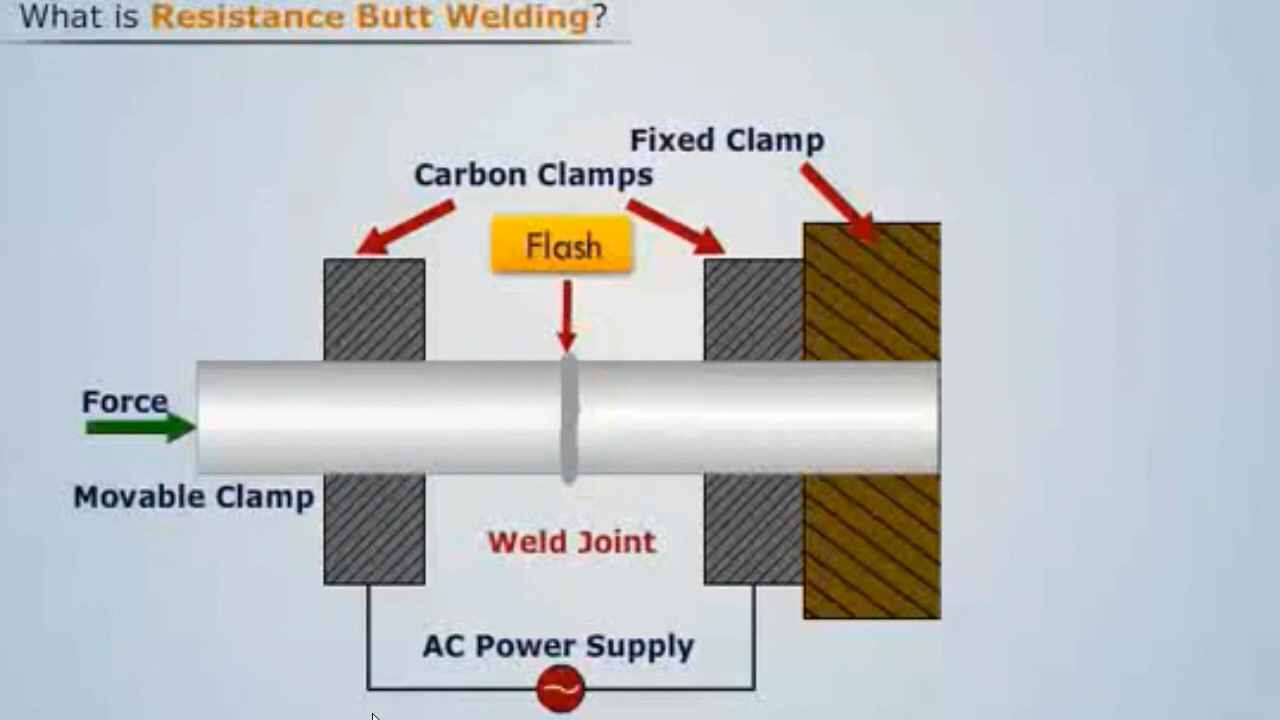 What is Resistance Butt Welding?
Fixed Clamp
Carbon Clamps
Flash
Force
Movable Clamp
Weld Joint
AC Power Supply